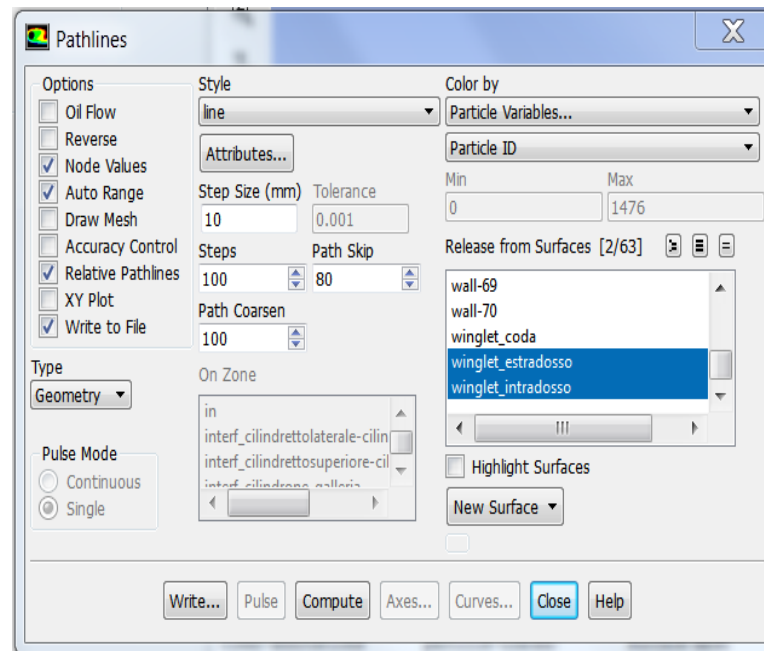 Pathlines
Options
Oil Flow
Reverse
Node Values
Auto Range
Draw Mesh
Accuracy Control
Relative Pathlines
XY Plot
Write to File
Type
Geometry
Pulse Mode
Continuous
Single
Style
line
Attributes...
Step Size (mm) Tolerance
10 0.001
Steps Path Skip
100 80
Path Coarsen
100
On Zone
in
interf_cilindrettolaterale-cilin
interf_cilindrettosuperiore-cil
interf_cilindrone-galleria
Color by
Particle Variables...
Particle ID
Min Max
0 1476
Release from Surfaces [2/63]
wall-69
wall-70
winglet_coda
winglet_estradosso
winglet_intradosso
Highlight Surfaces
New Surface
Write... Pulse Compute Axes... Curves... Close Help